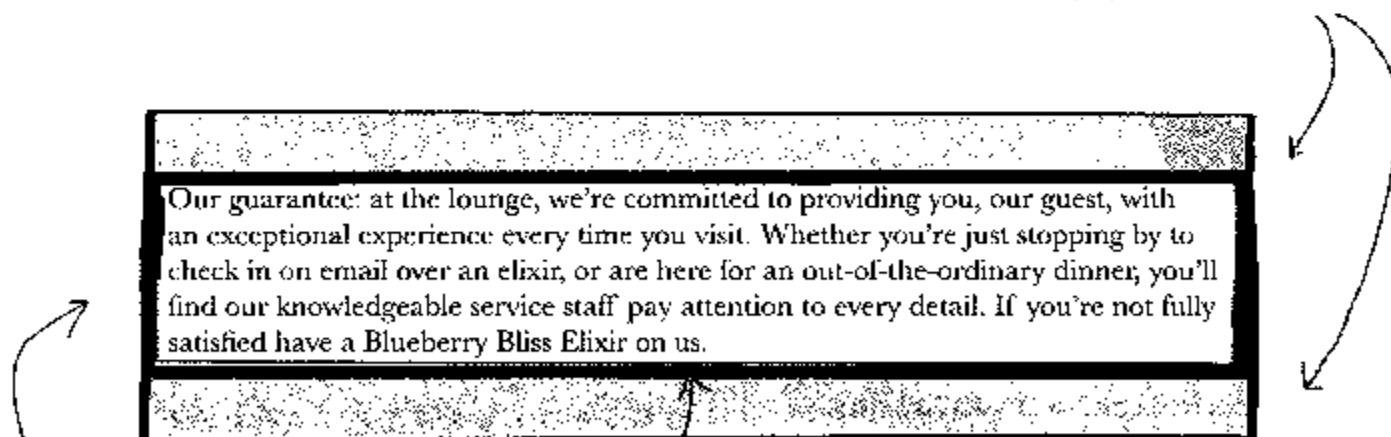 Our guarantee: at the lounge, we're committed to providing you, our guest, with
an exceptional experience every time you visit. Whether you're just stopping by to
check in on email over an elixir, or are here for an out-of-the-ordinary dinner, you'll
find our knowledgeable service staff pay attention to every detail. If you're not fully
satisfied have a Blueberry Bliss Elixir on us.